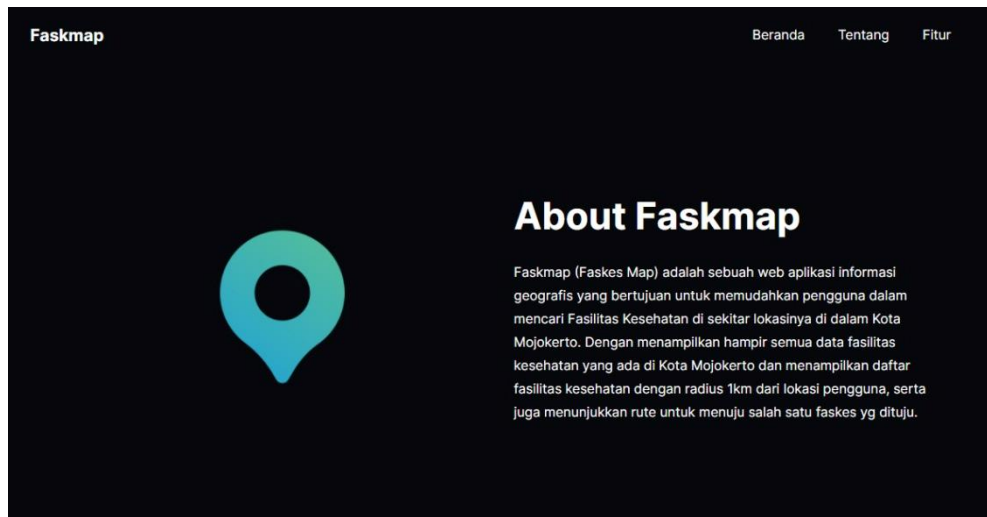 Faskmap
Beranda Tentang Fitur
About Faskmap
Faskmap (Faskes Map) adalah sebuah web aplikasi informasi
geografis yang bertujuan untuk memudahkan pengguna dalam
mencari Fasilitas Kesehatan di sekitar lokasinya di dalam Kota
Mojokerto. Dengan menampilkan hampir semua data fasilitas
kesehatan yang ada di Kota Mojokerto dan menampilkan daftar
fasilitas kesehatan dengan radius 1km dari lokasi pengguna, serta
juga menunjukkan rute untuk menuju salah satu faskes yg dituju.